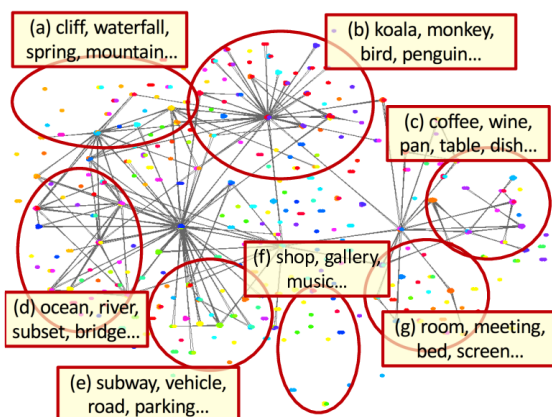 (a) cliff, waterfall,
spring, mountain...
(b) koala, monkey,
bird, penguin...
(c) coffee, wine,
pan, table, dish...
(f) shop, gallery,
music...
(d) ocean, river,
subset, bridge...
(g) room, meeting,
bed, screen...
(e) subway, vehicle,
road, parking...